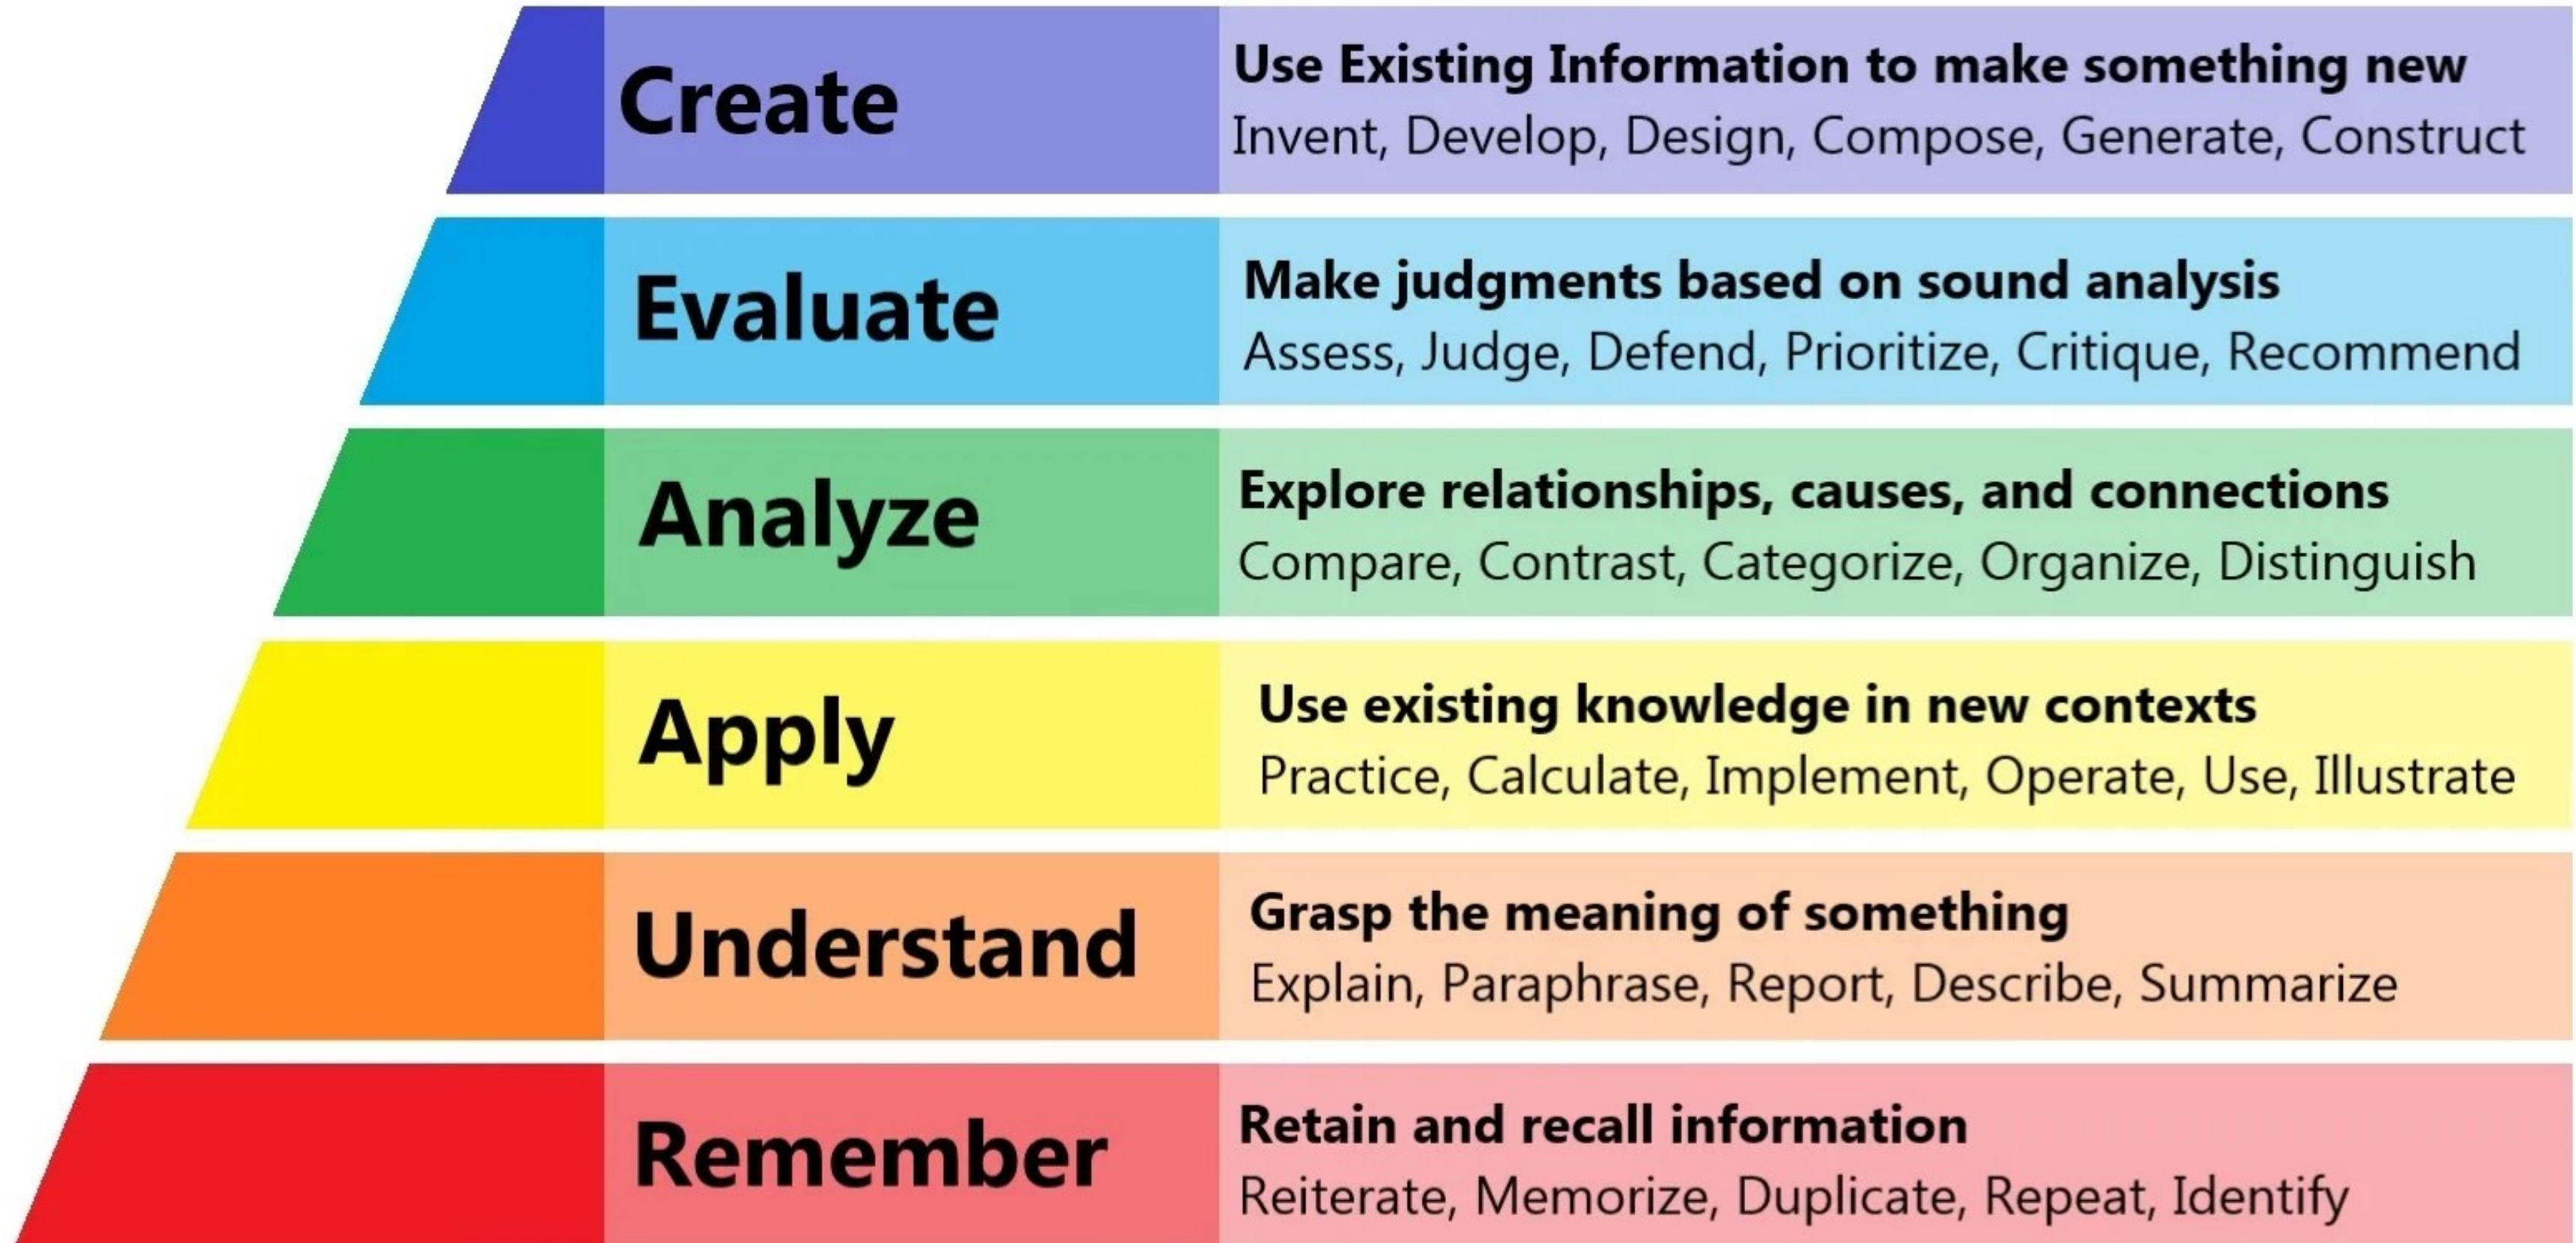 Create
Use Existing Information to make something new
Invent, Develop, Design, Compose, Generate, Construct
Evaluate
Make judgments based on sound analysis
Assess, Judge, Defend, Prioritize, Critique, Recommend
Analyze
Explore relationships, causes, and connections
Compare, Contrast, Categorize, Organize, Distinguish
Apply
Use existing knowledge in new contexts
Practice, Calculate, Implement, Operate, Use, Illustrate
Understand
Grasp the meaning of something
Explain, Paraphrase, Report, Describe, Summarize
Remember
Retain and recall information
Reiterate, Memorize, Duplicate, Repeat, Identify